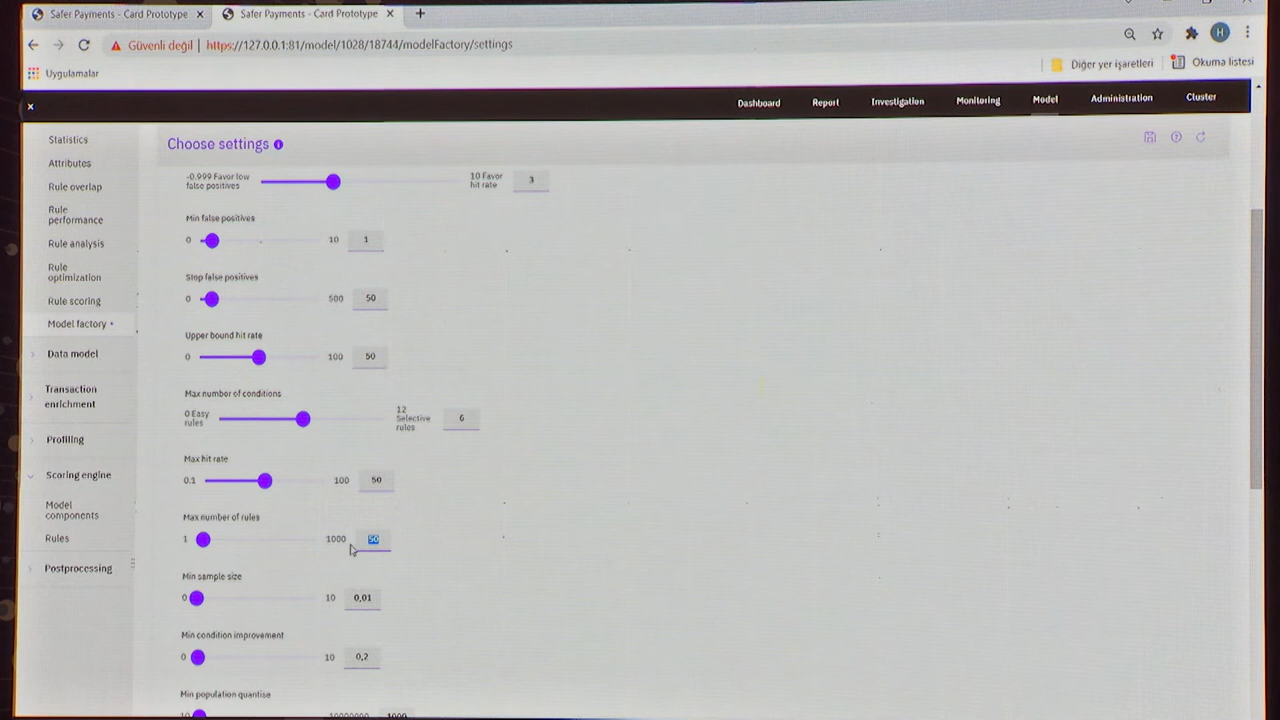 Safer Payments - Card Prototype
Safer Payments - Card Prototype
Güvenli değil | https://127.0.0.1:81/model/1028/18744/modelFactory/settings
H
Uygulamalar
Diğer yer işaretleri
Okuma listesi
Dashboard
Report
Investigation
Monitoring
Model
Administration
Cluster
Statistics
Attributes
Rule overlap
Rule
performance
Rule analysis
Rule
optimization
Rule scoring
Model factory
Data model
Transaction
enrichment
Profiling
Scoring engine
Model
components
Rules
Postprocessing
Choose settings
-0.999 Favor low
false positives
10 Favor
hit rate
3
Min false positives
0
10
1
Stop false positives
0
500
50
Upper bound hit rate
0
100
50
Max number of conditions
0 Easy
rules
12
Selective
rules
6
Max hit rate
0.1
100
50
Max number of rules
1
1000
50
Min sample size
0
10
0,01
Min condition improvement
0
10
0,2
Min population quantise
10
1000